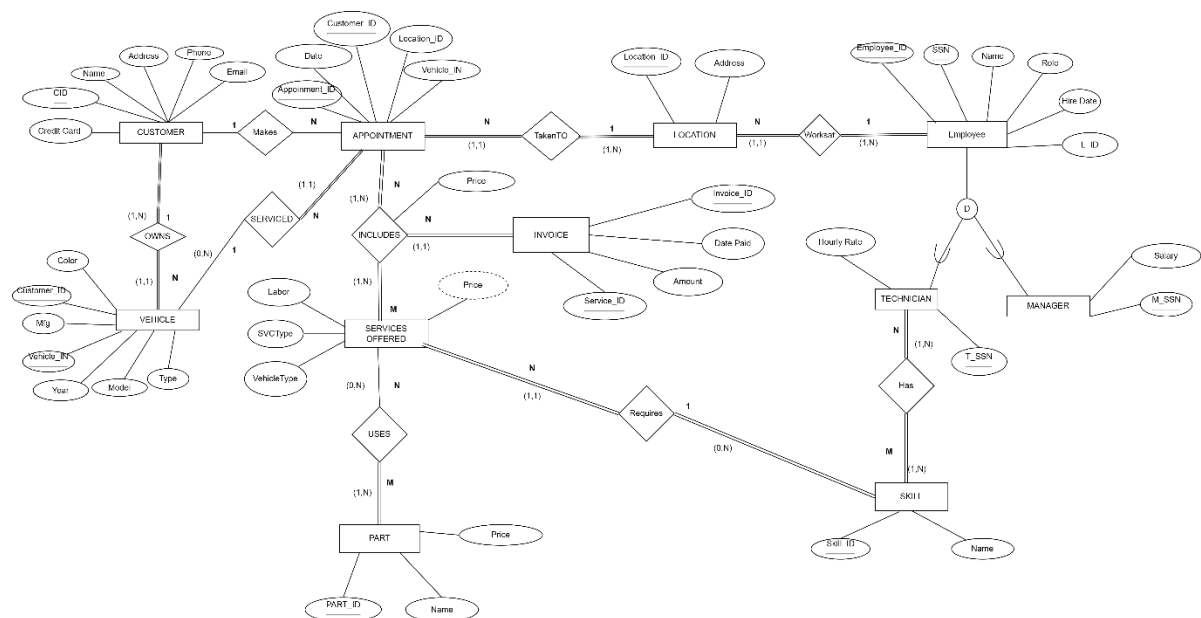 Customer_ID
Location_ID
Date
Vehicle_IN
Appoinment_ID
Phone
Address
Email
Name
CID
Credit Card
CUSTOMER
1
Makes
N
APPOINTMENT
N
(1,1)
TakenTO
1
(1,N)
Location_ID
Address
LOCATION
N
(1,1)
Worksat
1
(1,N)
Employee_ID
SSN
Name
Role
Hire Date
L_ID
Lmployee
(1,N)
1
OWNS
(1,1)
N
(1.1)
N
SERVICED
(0,N)
1
N
(1,N)
Price
INCLUDES
N
(1,1)
INVOICE
Invoice_ID
Date Paid
Amount
Service_ID
(1,N)
M
D
Hourly Rate
TECHNICIAN
T_SSN
Salary
M_SSN
MANAGER
Color
Customer_ID
Mfg
Vehicle_IN
Year
Model
Type
VEHICLE
Labor
SVCType
VehicleType
Price
SERVICES
OFFERED
(0,N)
N
USES
(1,N)
M
N
(1,1)
Requires
1
(0,N)
N
(1,N)
Has
M
(1,N)
SKILL
Skill_ID
Name
PART
Price
PART_ID
Name